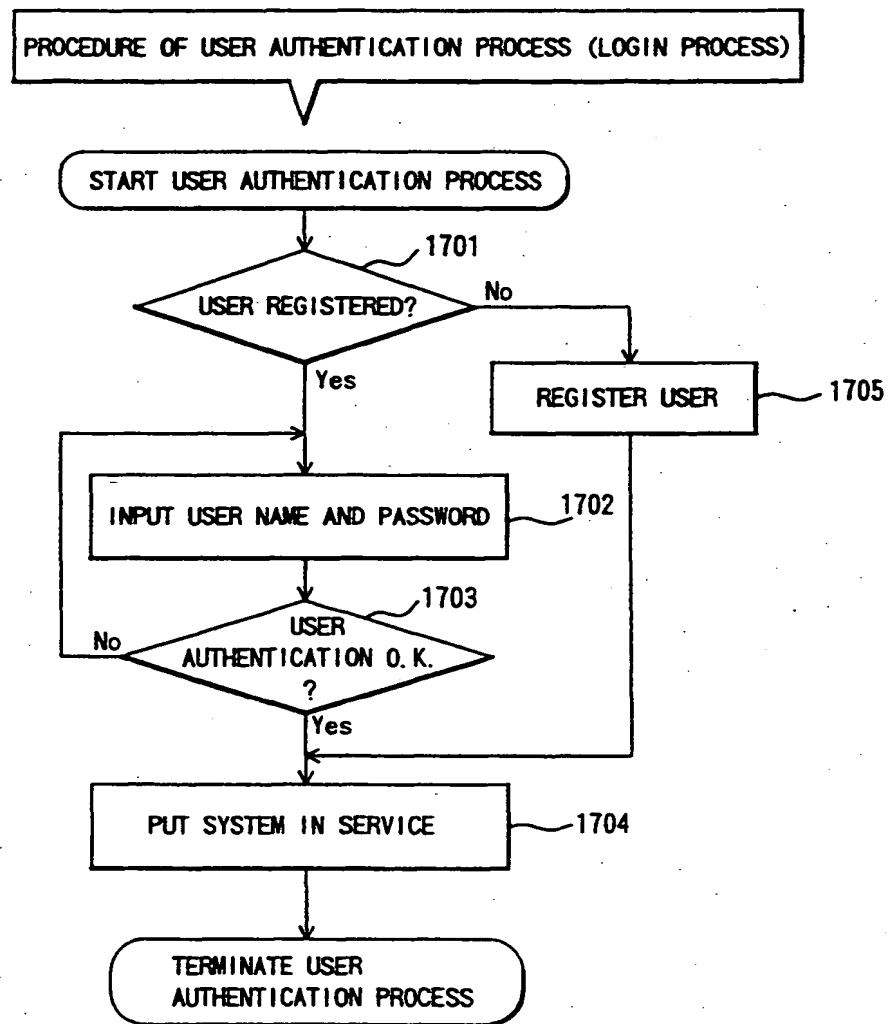 PROCEDURE OF USER AUTHENTICATION PROCESS (LOGIN PROCESS)
START USER AUTHENTICATION PROCESS
1701
USER REGISTERED?
No
Yes
REGISTER USER
1705
INPUT USER NAME AND PASSWORD
1702
1703
USER
AUTHENTICATION O.K.
?
No
Yes
PUT SYSTEM IN SERVICE
1704
TERMINATE USER
AUTHENTICATION PROCESS